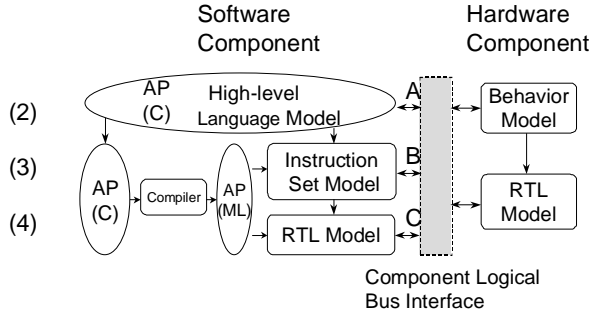 Software
Component
Hardware
Component
AP
(C)
High-level
Language Model
A
(2)
Behavior
Model
(3)
AP
(C)
Compiler
AP
(ML)
Instruction
Set Model
B
(4)
RTL Model
C
RTL
Model
Component Logical
Bus Interface